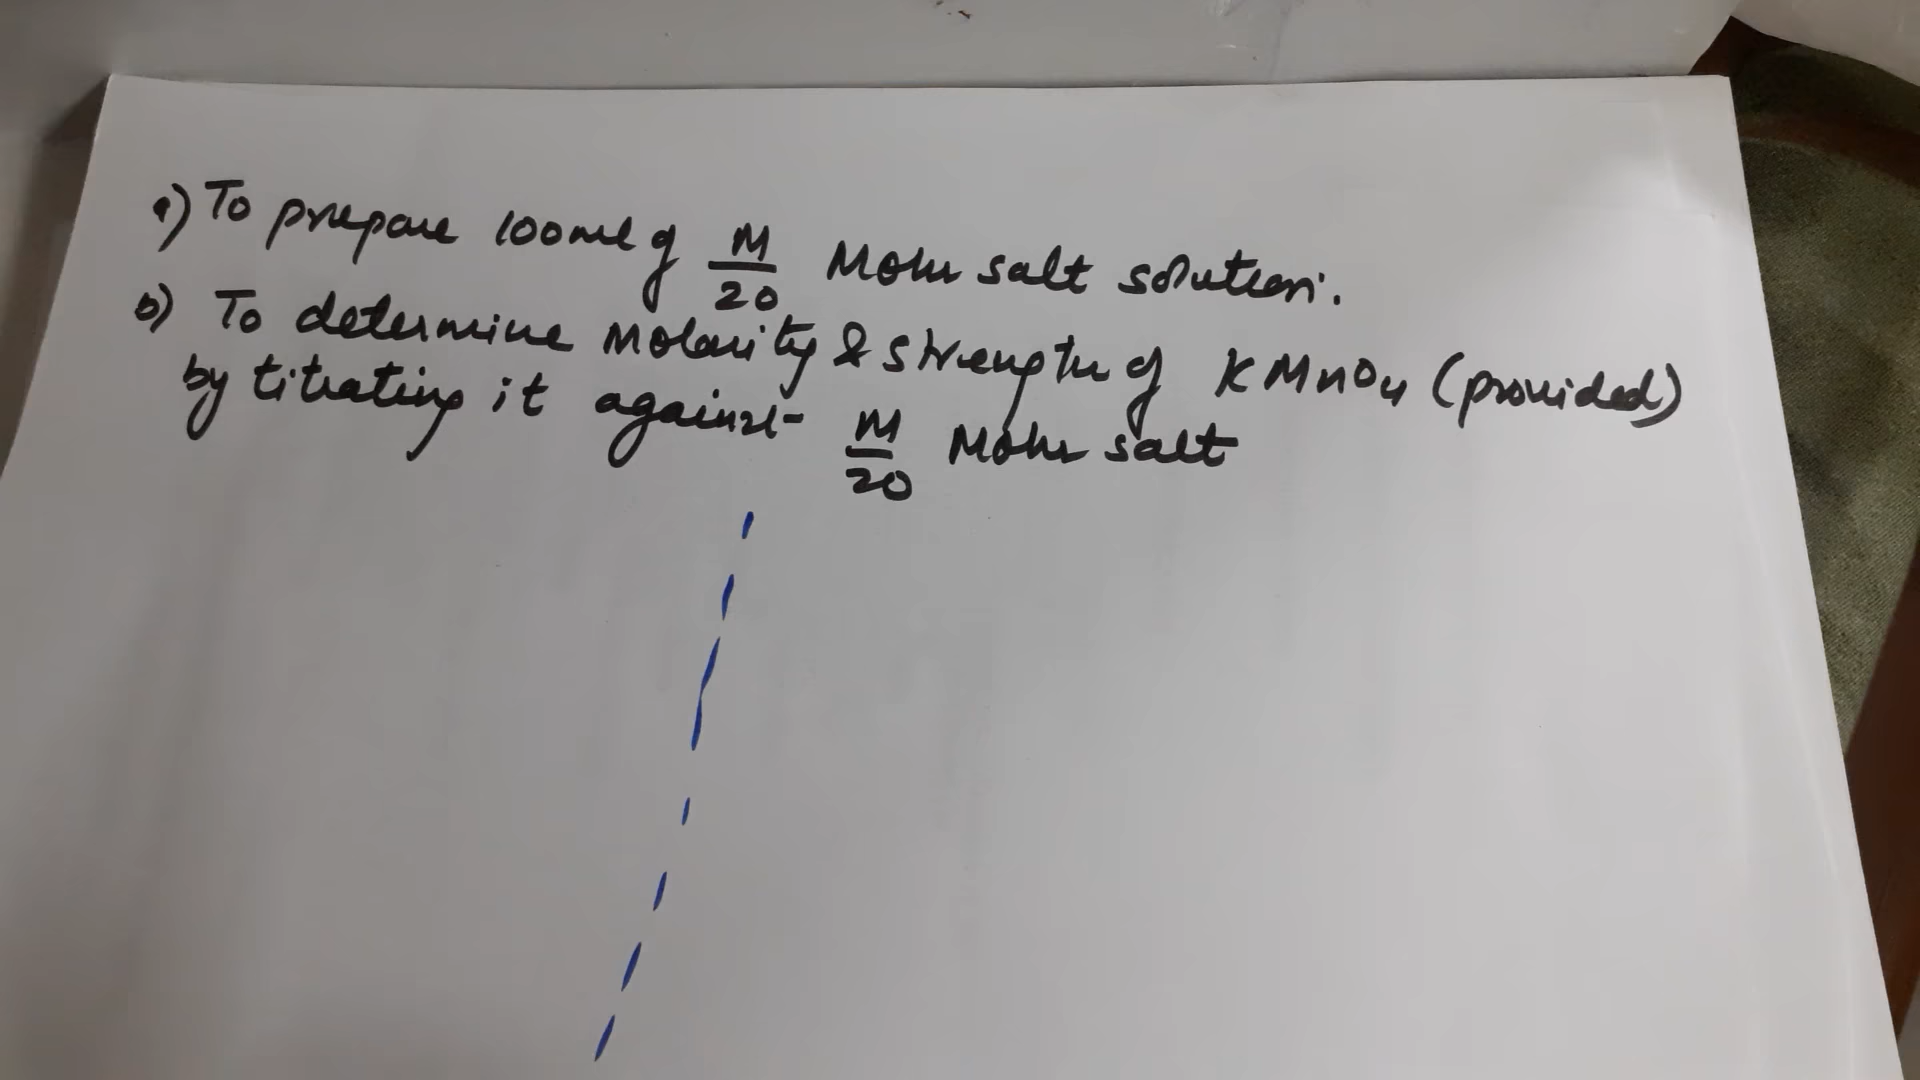 a) To prepare 100ml of M/20 Mohr salt solution.
b) To determine Molarity & strength of KMnO4 (provided)
by titrating it against M/20 Mohr salt